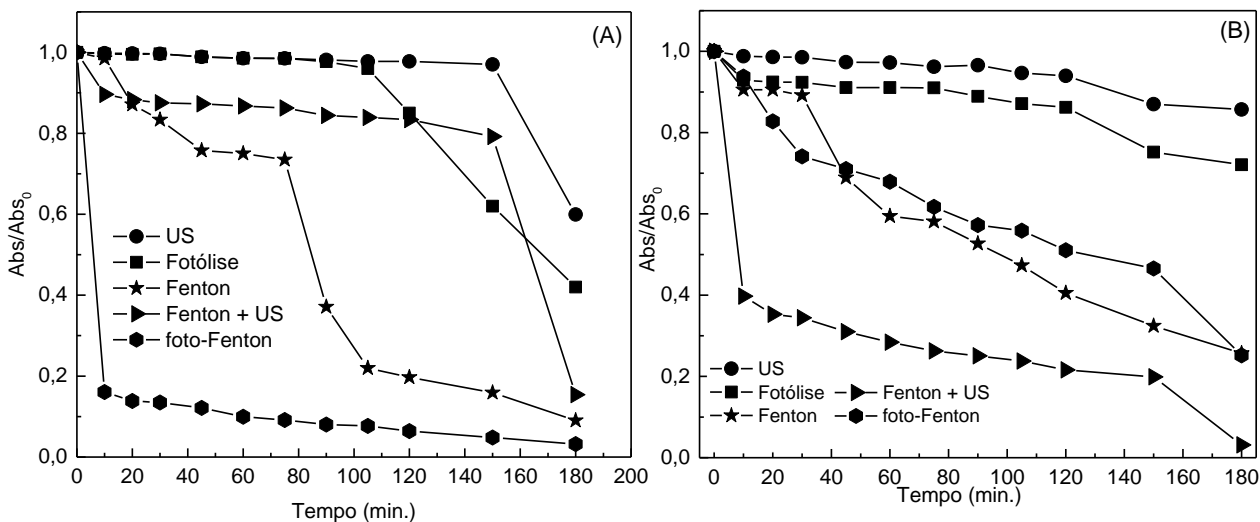 (A)
1,0
0,8
0,6
0,4
0,2
0,0
Abs/Abs0
US
Fotólise
Fenton
Fenton + US
foto-Fenton
0 20 40 60 80 100 120 140 160 180 200
Tempo (min.)
(B)
1,0
0,8
0,6
0,4
0,2
0,0
Abs/Abs0
US
Fotólise Fenton + US
Fenton foto-Fenton
0 20 40 60 80 100 120 140 160 180
Tempo (min.)